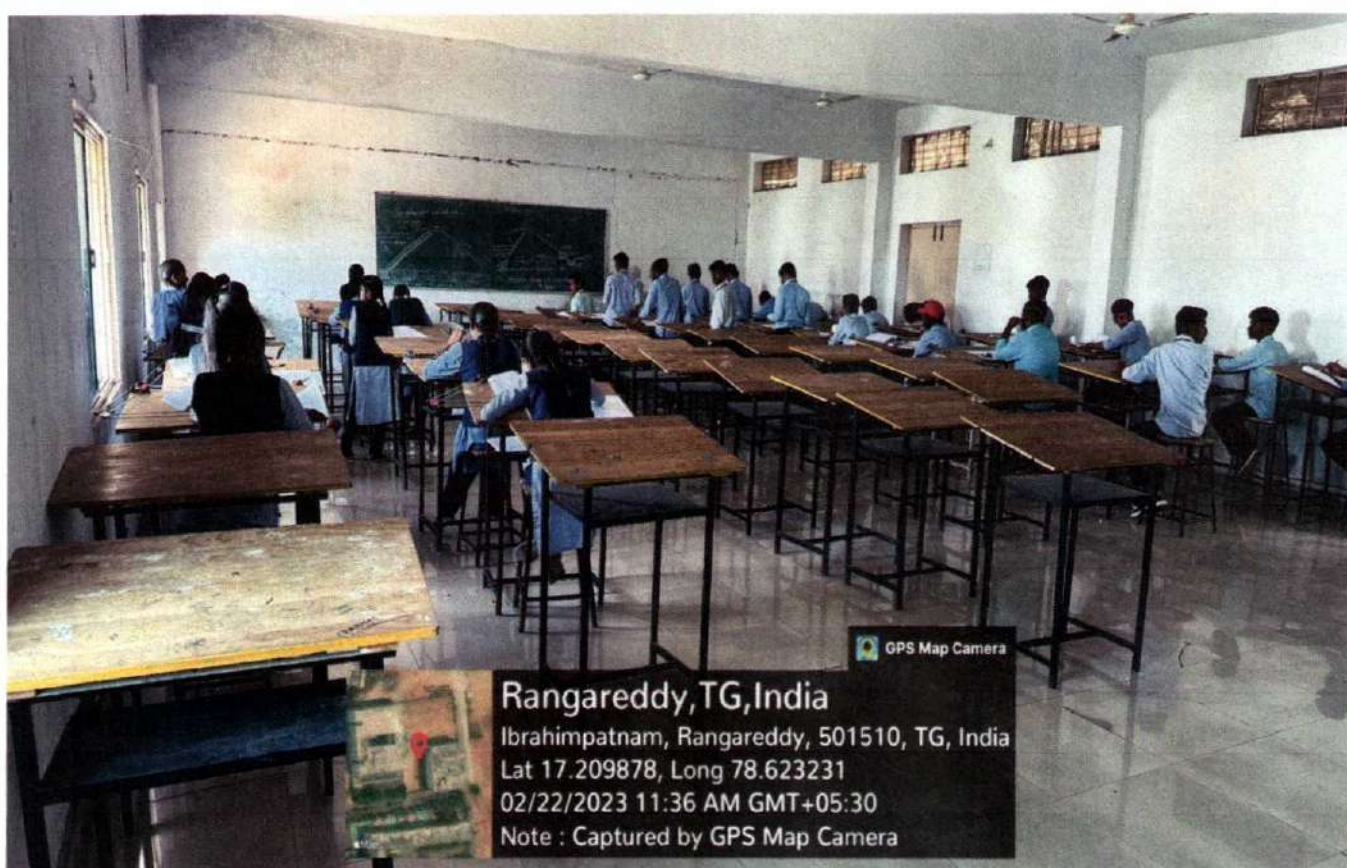 GPS Map Camera
Rangareddy,TG,India
Ibrahimpatnam, Rangareddy, 501510, TG, India
Lat 17.209878, Long 78.623231
02/22/2023 11:36 AM GMT+05:30
Note : Captured by GPS Map Camera